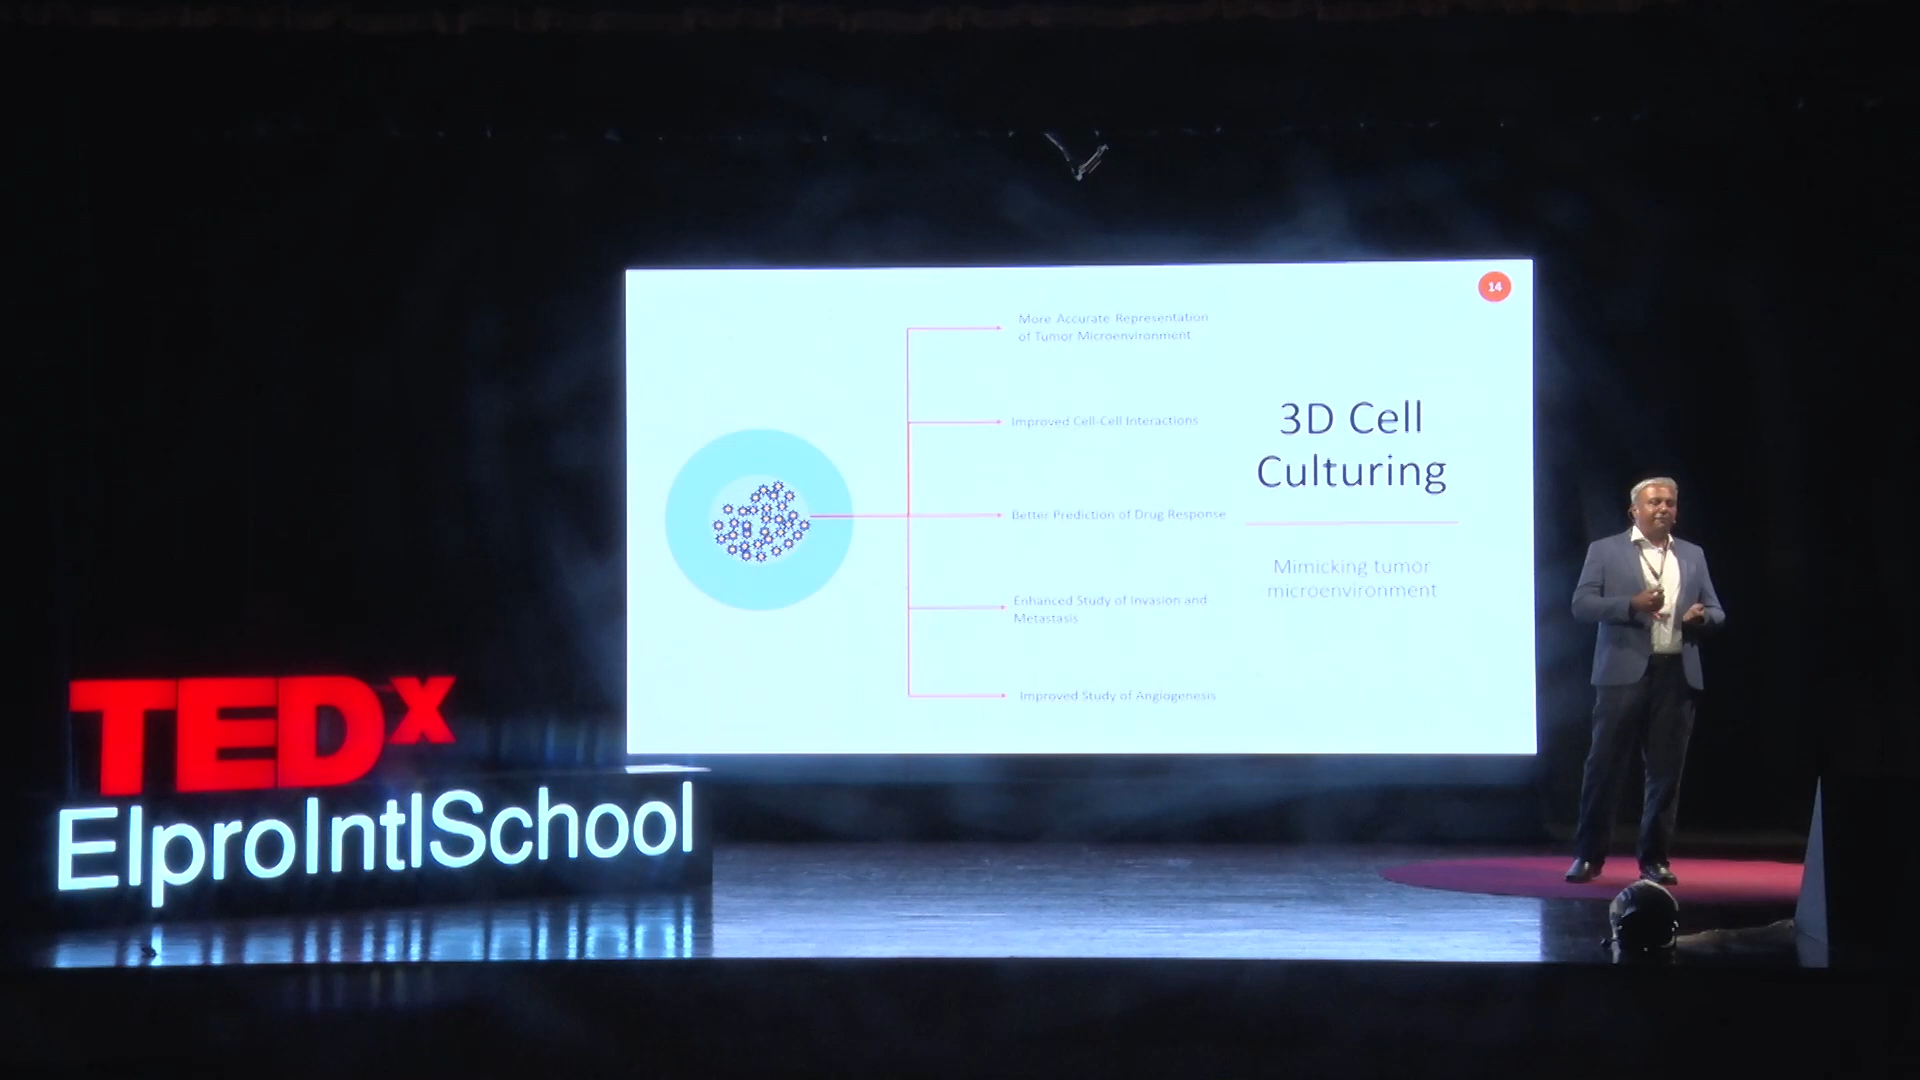 14
More Accurate Representation
of Tumor Microenvironment
Improved Cell-Cell Interactions
Better Prediction of Drug Response
Enhanced Study of Invasion and
Metastasis
Improved Study of Angiogenesis
3D Cell
Culturing
Mimicking tumor
microenvironment
TEDx
ElproIntlSchool